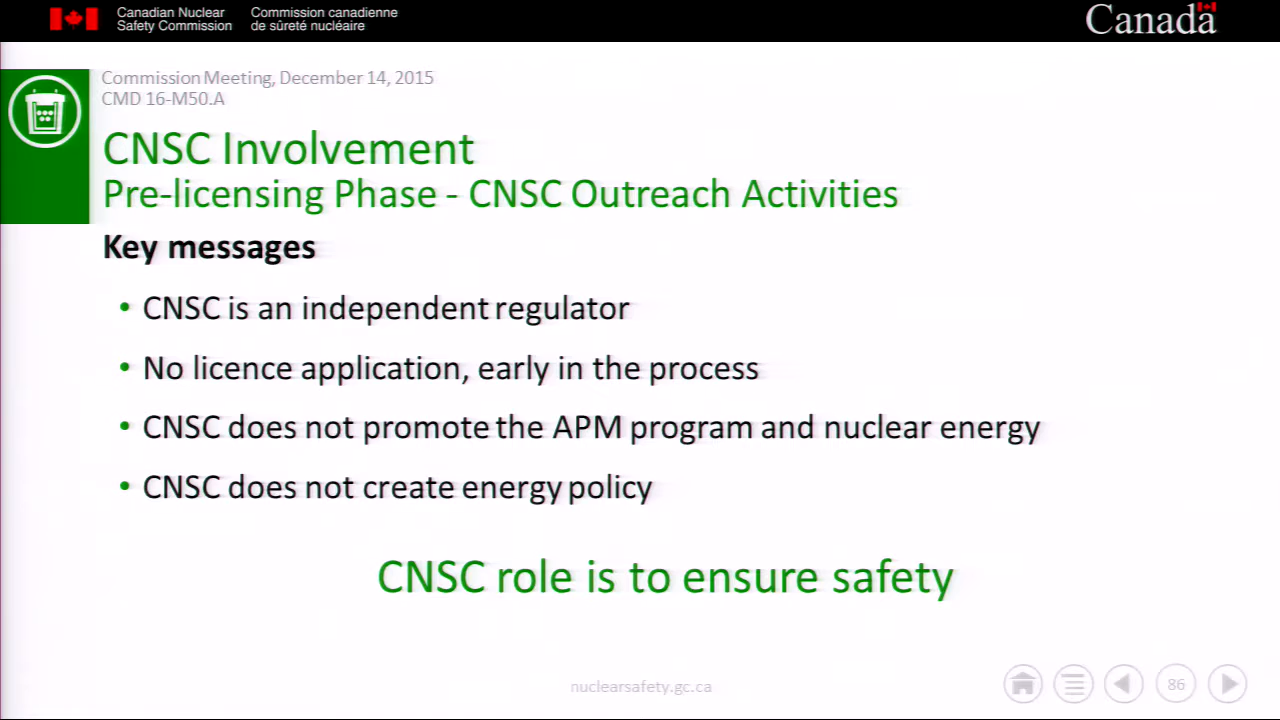 Canadian Nuclear
Safety Commission
Commission canadienne
de sûreté nucléaire
Canada
Commission Meeting, December 14, 2015
CMD 16-M50.A
CNSC Involvement
Pre-licensing Phase - CNSC Outreach Activities
Key messages
• CNSC is an independent regulator
• No licence application, early in the process
• CNSC does not promote the APM program and nuclear energy
• CNSC does not create energy policy
CNSC role is to ensure safety
nuclearsafety.gc.ca
86